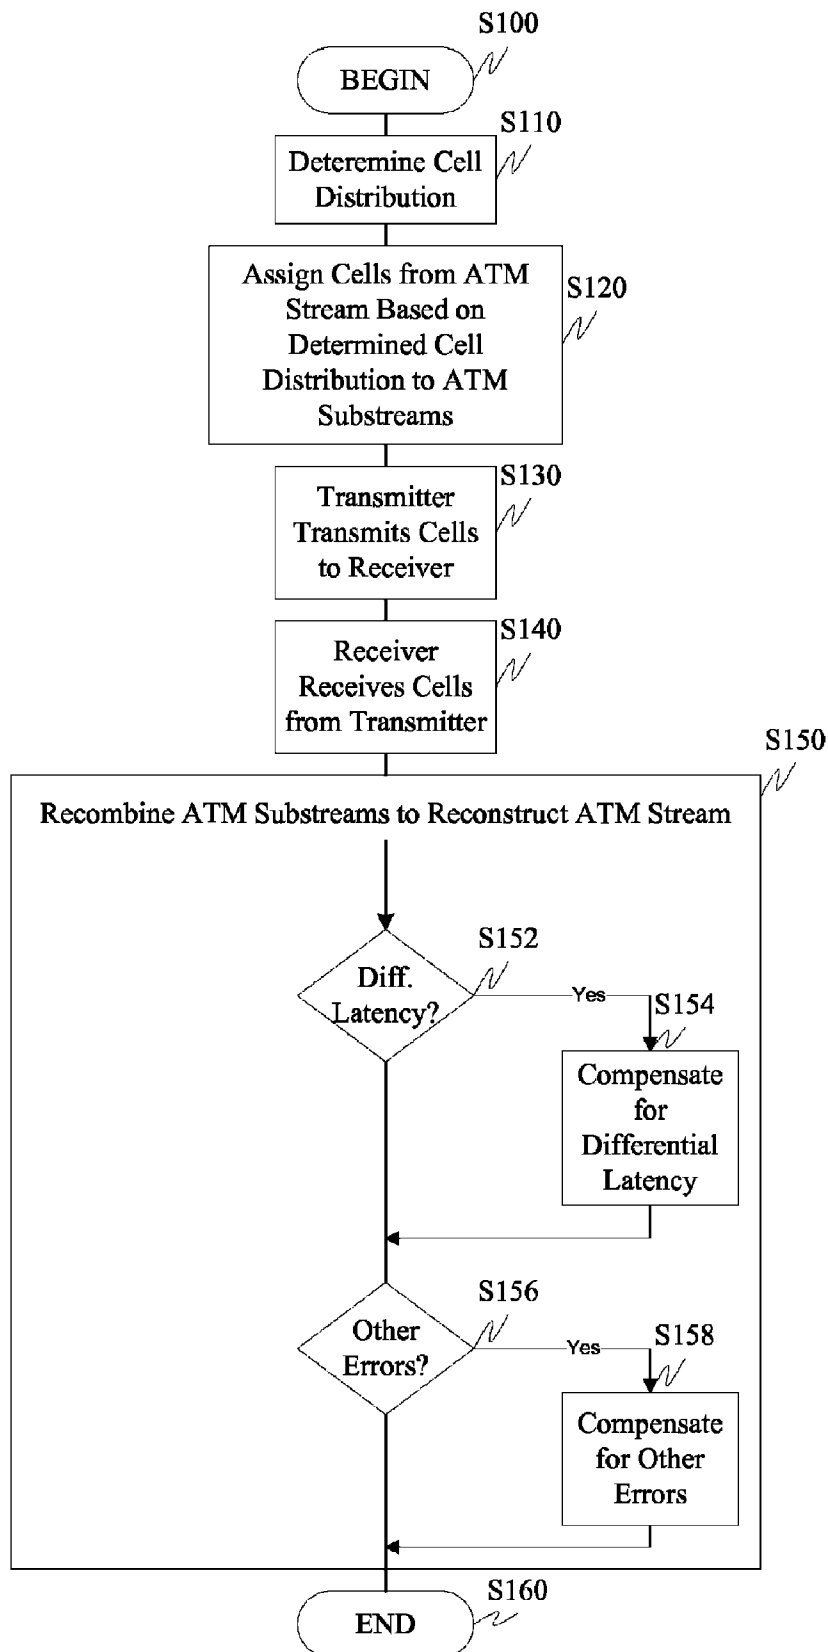 S100
BEGIN
S110
Deteremine Cell
Distribution
Assign Cells from ATM
Stream Based on
Determined Cell
Distribution to ATM
Substreams
S120
S130
Transmitter
Transmits Cells
to Receiver
S140
Receiver
Receives Cells
from Transmitter
S150
Recombine ATM Substreams to Reconstruct ATM Stream
S152
Diff.
Latency?
Yes
S154
Compensate
for
Differential
Latency
S156
Other
Errors?
Yes
S158
Compensate
for Other
Errors
S160
END